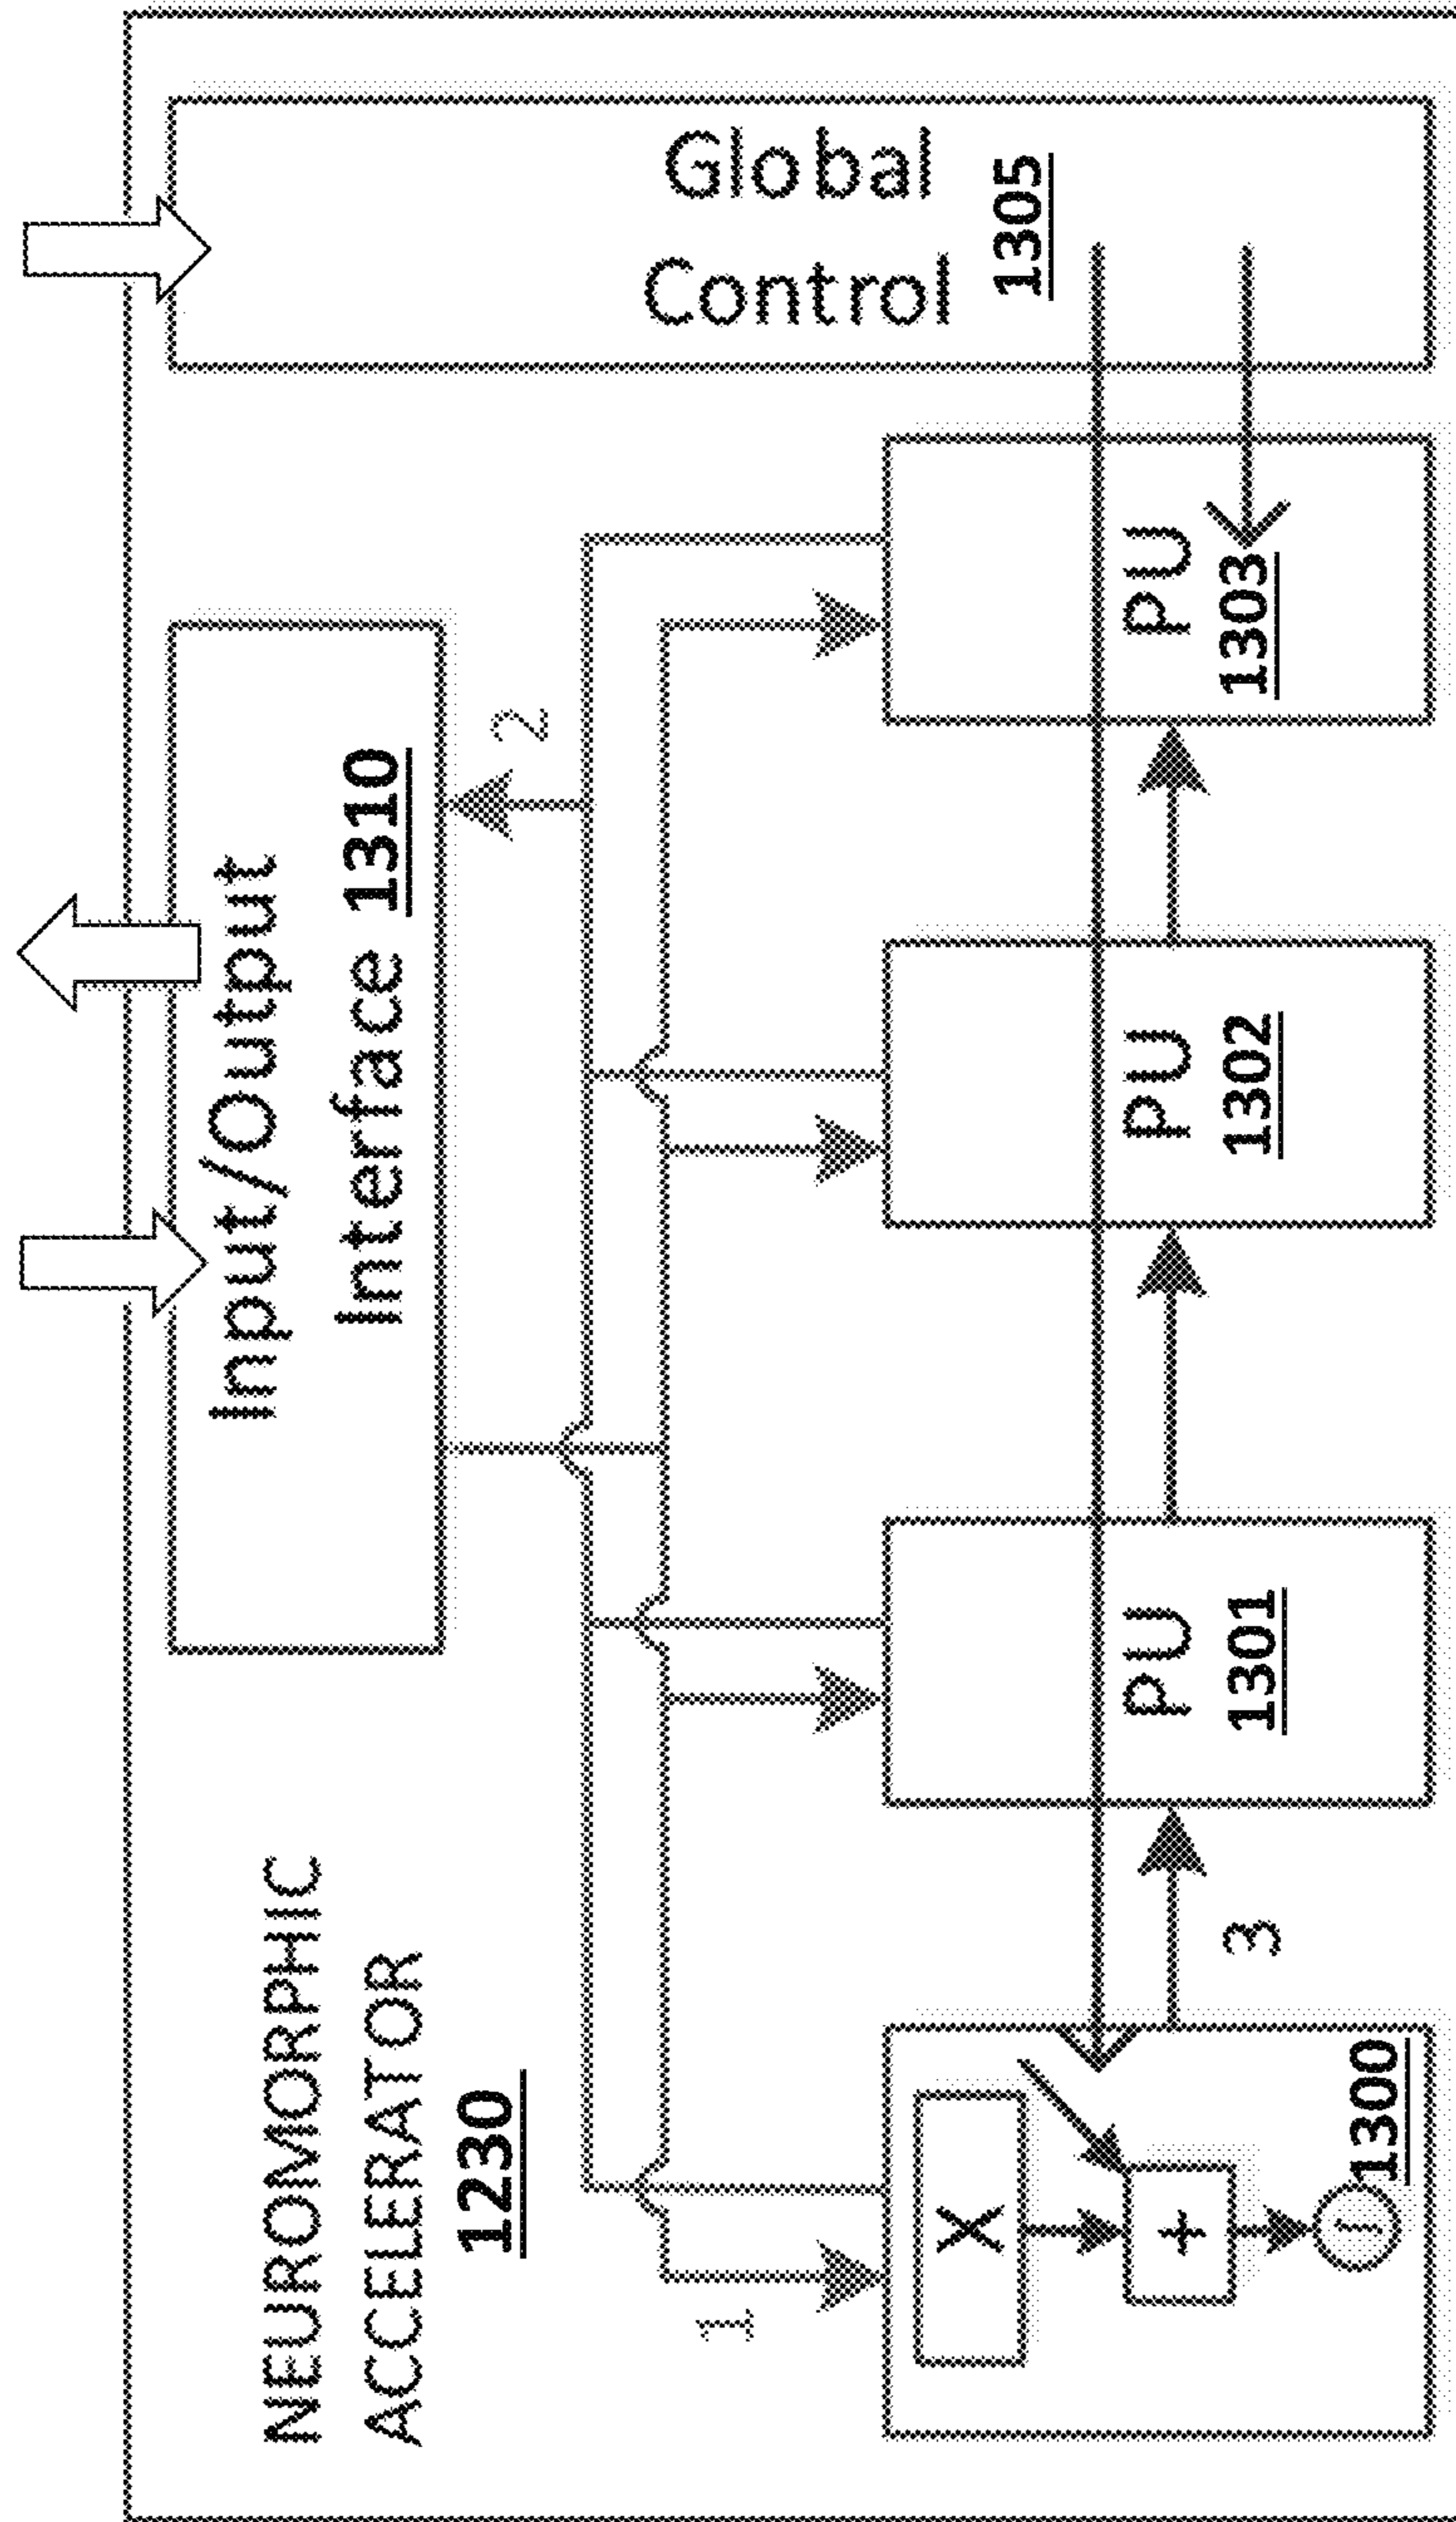 NEUROMORPHIC
ACCELERATOR
1230
Input/Output
Interface 1310
Global
Control
1305
1
2
3
X
+
∫
1300
PU
1301
PU
1302
PU
1303